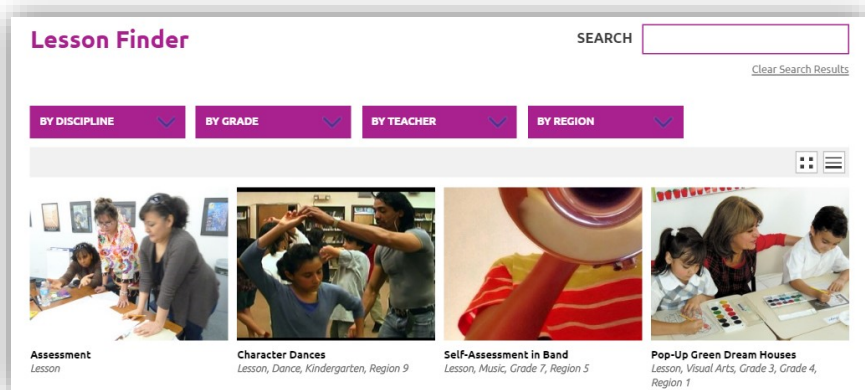 Lesson Finder
SEARCH
Clear Search Results
BY DISCIPLINE
BY GRADE
BY TEACHER
BY REGION
Assessment
Lesson
Character Dances
Lesson, Dance, Kindergarten, Region 9
Self-Assessment in Band
Lesson, Music, Grade 7, Region 5
Pop-Up Green Dream Houses
Lesson, Visual Arts, Grade 3, Grade 4,
Region 1